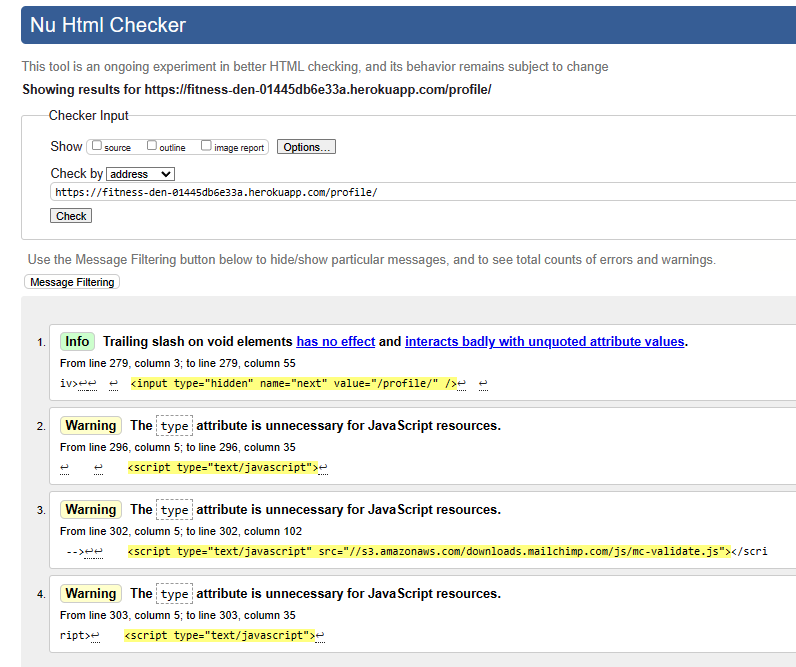 Nu Html Checker
This tool is an ongoing experiment in better HTML checking, and its behavior remains subject to change
Showing results for https://fitness-den-01445db6e33a.herokuapp.com/profile/
Checker Input
Show source outline image report Options...
Check by address
https://fitness-den-01445db6e33a.herokuapp.com/profile/
Check
Use the Message Filtering button below to hide/show particular messages, and to see total counts of errors and warnings.
Message Filtering
1. Info Trailing slash on void elements has no effect and interacts badly with unquoted attribute values.
From line 279, column 3; to line 279, column 55
iv>↩↩ ↩ <input type="hidden" name="next" value="/profile/" />↩ ↩
2. Warning The type attribute is unnecessary for JavaScript resources.
From line 296, column 5; to line 296, column 35
↩ ↩ <script type="text/javascript">↩
3. Warning The type attribute is unnecessary for JavaScript resources.
From line 302, column 5; to line 302, column 102
-->↩↩ <script type="text/javascript" src="//s3.amazonaws.com/downloads.mailchimp.com/js/mc-validate.js"></scri
4. Warning The type attribute is unnecessary for JavaScript resources.
From line 303, column 5; to line 303, column 35
ript>↩ <script type="text/javascript">↩